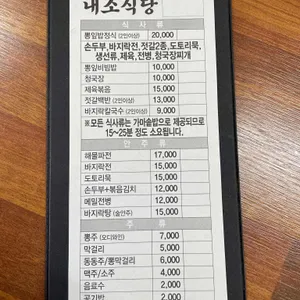 내소식당
식 사 류
뽕잎밥정식 (2인이상) 20,000
손두부, 바지락전, 젓갈2종, 도토리묵,
생선류, 제육, 전병, 청국장찌개
뽕잎비빔밥 10,000
청국장 10,000
제육볶음 15,000
젓갈백반 (2인이상) 13,000
바지락칼국수(2인이상) 9,000
※모든 식사류는 가마솥밥으로 제공되므로
15~25분 정도 소요됩니다.
안 주 류
해물파전 17,000
바지락전 15,000
도토리묵 15,000
손두부+볶음김치 12,000
메밀전병 12,000
바지락탕 (술안주) 15,000
주 류
뽕주 (오디와인) 7,000
막걸리 5,000
동동주/뽕막걸리 6,000
맥주/소주 4,000
음료수 2,000
공기밥